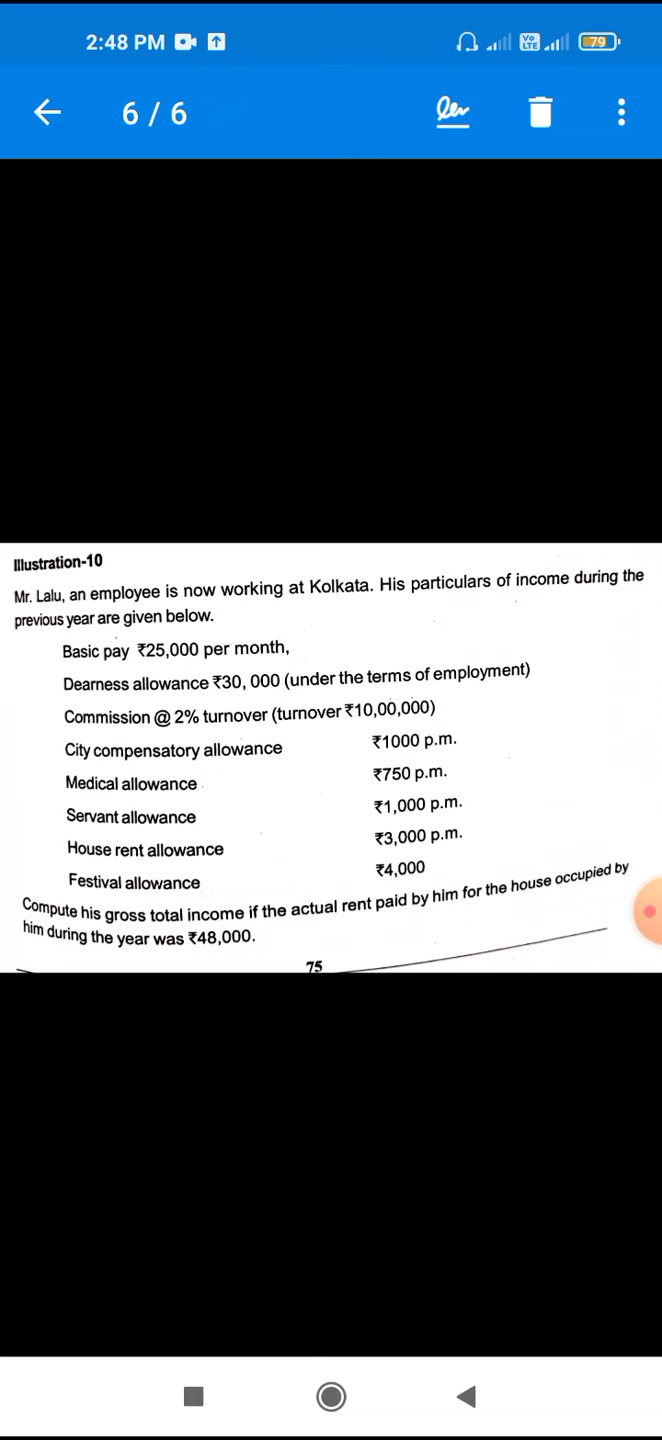 2:48 PM
Vo LTE 79
6 / 6
Illustration-10
Mr. Lalu, an employee is now working at Kolkata. His particulars of income during the
previous year are given below.
Basic pay ₹25,000 per month,
Dearness allowance ₹30, 000 (under the terms of employment)
Commission @ 2% turnover (turnover ₹10,00,000)
City compensatory allowance ₹1000 p.m.
Medical allowance ₹750 p.m.
Servant allowance ₹1,000 p.m.
House rent allowance ₹3,000 p.m.
Festival allowance ₹4,000
Compute his gross total income if the actual rent paid by him for the house occupied by
him during the year was ₹48,000.
75